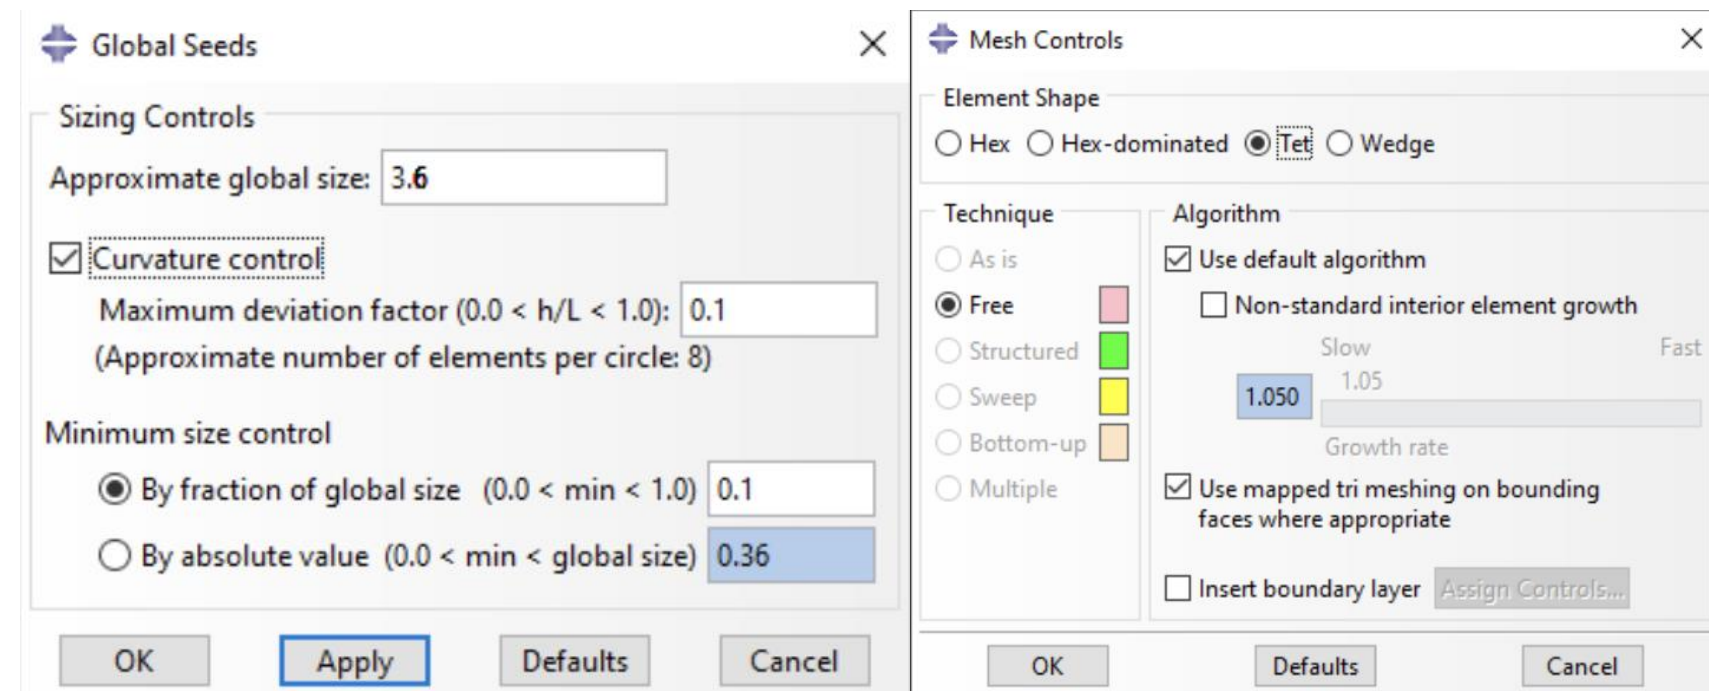 Global Seeds
Sizing Controls
Approximate global size: 3.6
Curvature control
Maximum deviation factor (0.0 < h/L < 1.0): 0.1
(Approximate number of elements per circle: 8)
Minimum size control
By fraction of global size (0.0 < min < 1.0) 0.1
By absolute value (0.0 < min < global size) 0.36
OK Apply Defaults Cancel
Mesh Controls
Element Shape
Hex Hex-dominated Tet Wedge
Technique
As is
Free
Structured
Sweep
Bottom-up
Multiple
Algorithm
Use default algorithm
Non-standard interior element growth
Slow Fast
1.05
1.050
Growth rate
Use mapped tri meshing on bounding
faces where appropriate
Insert boundary layer Assign Controls...
OK Defaults Cancel